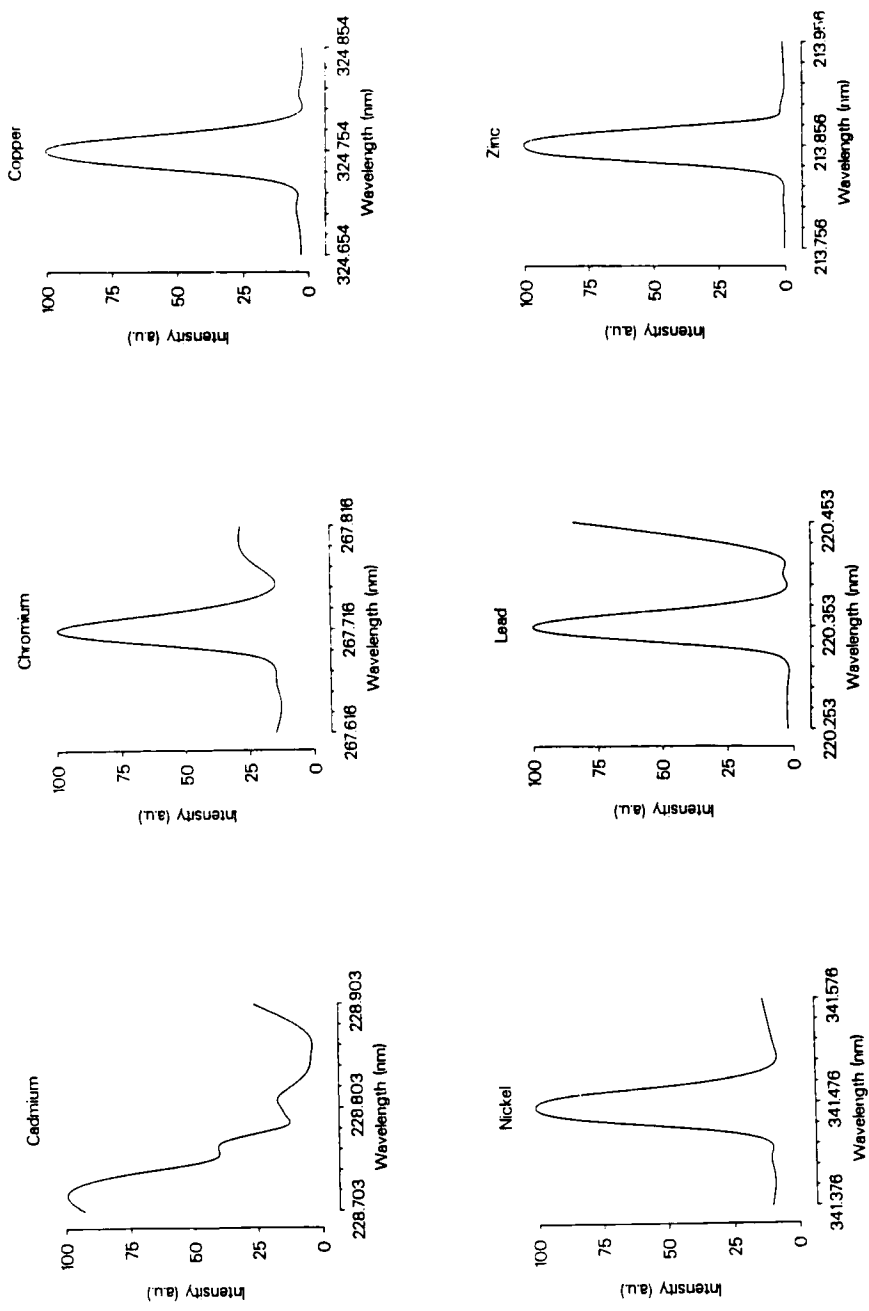 Cadmium
Intensity (a.u.)
100
75
50
25
0
228.703
228.803
228.903
Wavelength (nm)
Chromium
Intensity (a.u.)
100
75
50
25
0
267.616
267.716
267.816
Wavelength (nm)
Copper
Intensity (a.u.)
100
75
50
25
0
324.654
324.754
324.854
Wavelength (nm)
Nickel
Intensity (a.u.)
100
75
50
25
0
341.376
341.476
341.576
Wavelength (nm)
Lead
Intensity (a.u.)
100
75
50
25
0
220.253
220.353
220.453
Wavelength (nm)
Zinc
Intensity (a.u.)
100
75
50
25
0
213.756
213.856
213.956
Wavelength (nm)